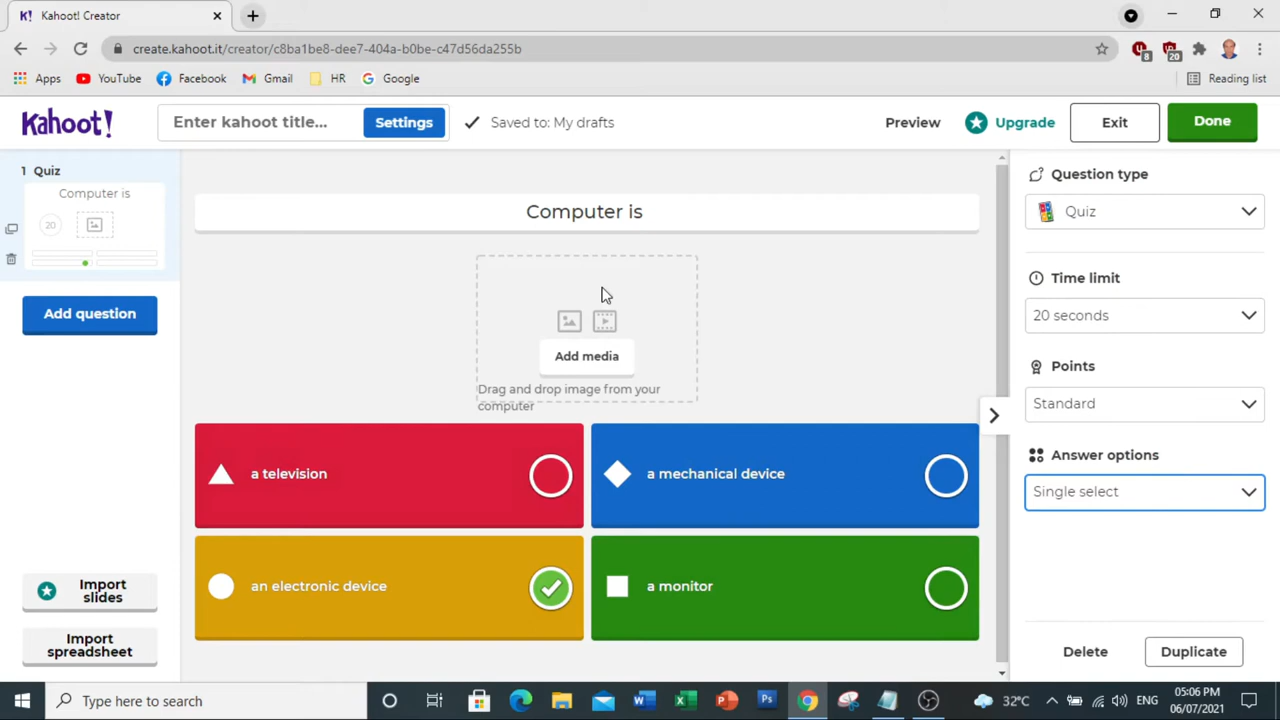 K! Kahoot! Creator
create.kahoot.it/creator/c8ba1be8-dee7-404a-b0be-c47d56da255b
8
20
Apps YouTube Facebook Gmail HR Google Reading list
Kahoot! Enter kahoot title... Settings Saved to: My drafts Preview Upgrade Exit Done
1 Quiz
Computer is
20
Add question
Import slides
Import spreadsheet
Computer is
Add media
Drag and drop image from your
computer
a television
a mechanical device
an electronic device
a monitor
Question type
Quiz
Time limit
20 seconds
Points
Standard
Answer options
Single select
Delete Duplicate
Type here to search
32°C ENG
05:06 PM
06/07/2021